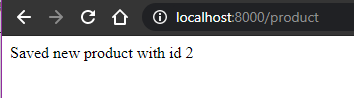 localhost:8000/product
Saved new product with id 2